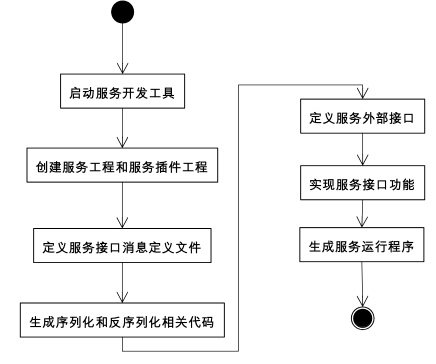 启动服务开发工具
创建服务工程和服务插件工程
定义服务接口消息定义文件
生成序列化和反序列化相关代码
定义服务外部接口
实现服务接口功能
生成服务运行程序